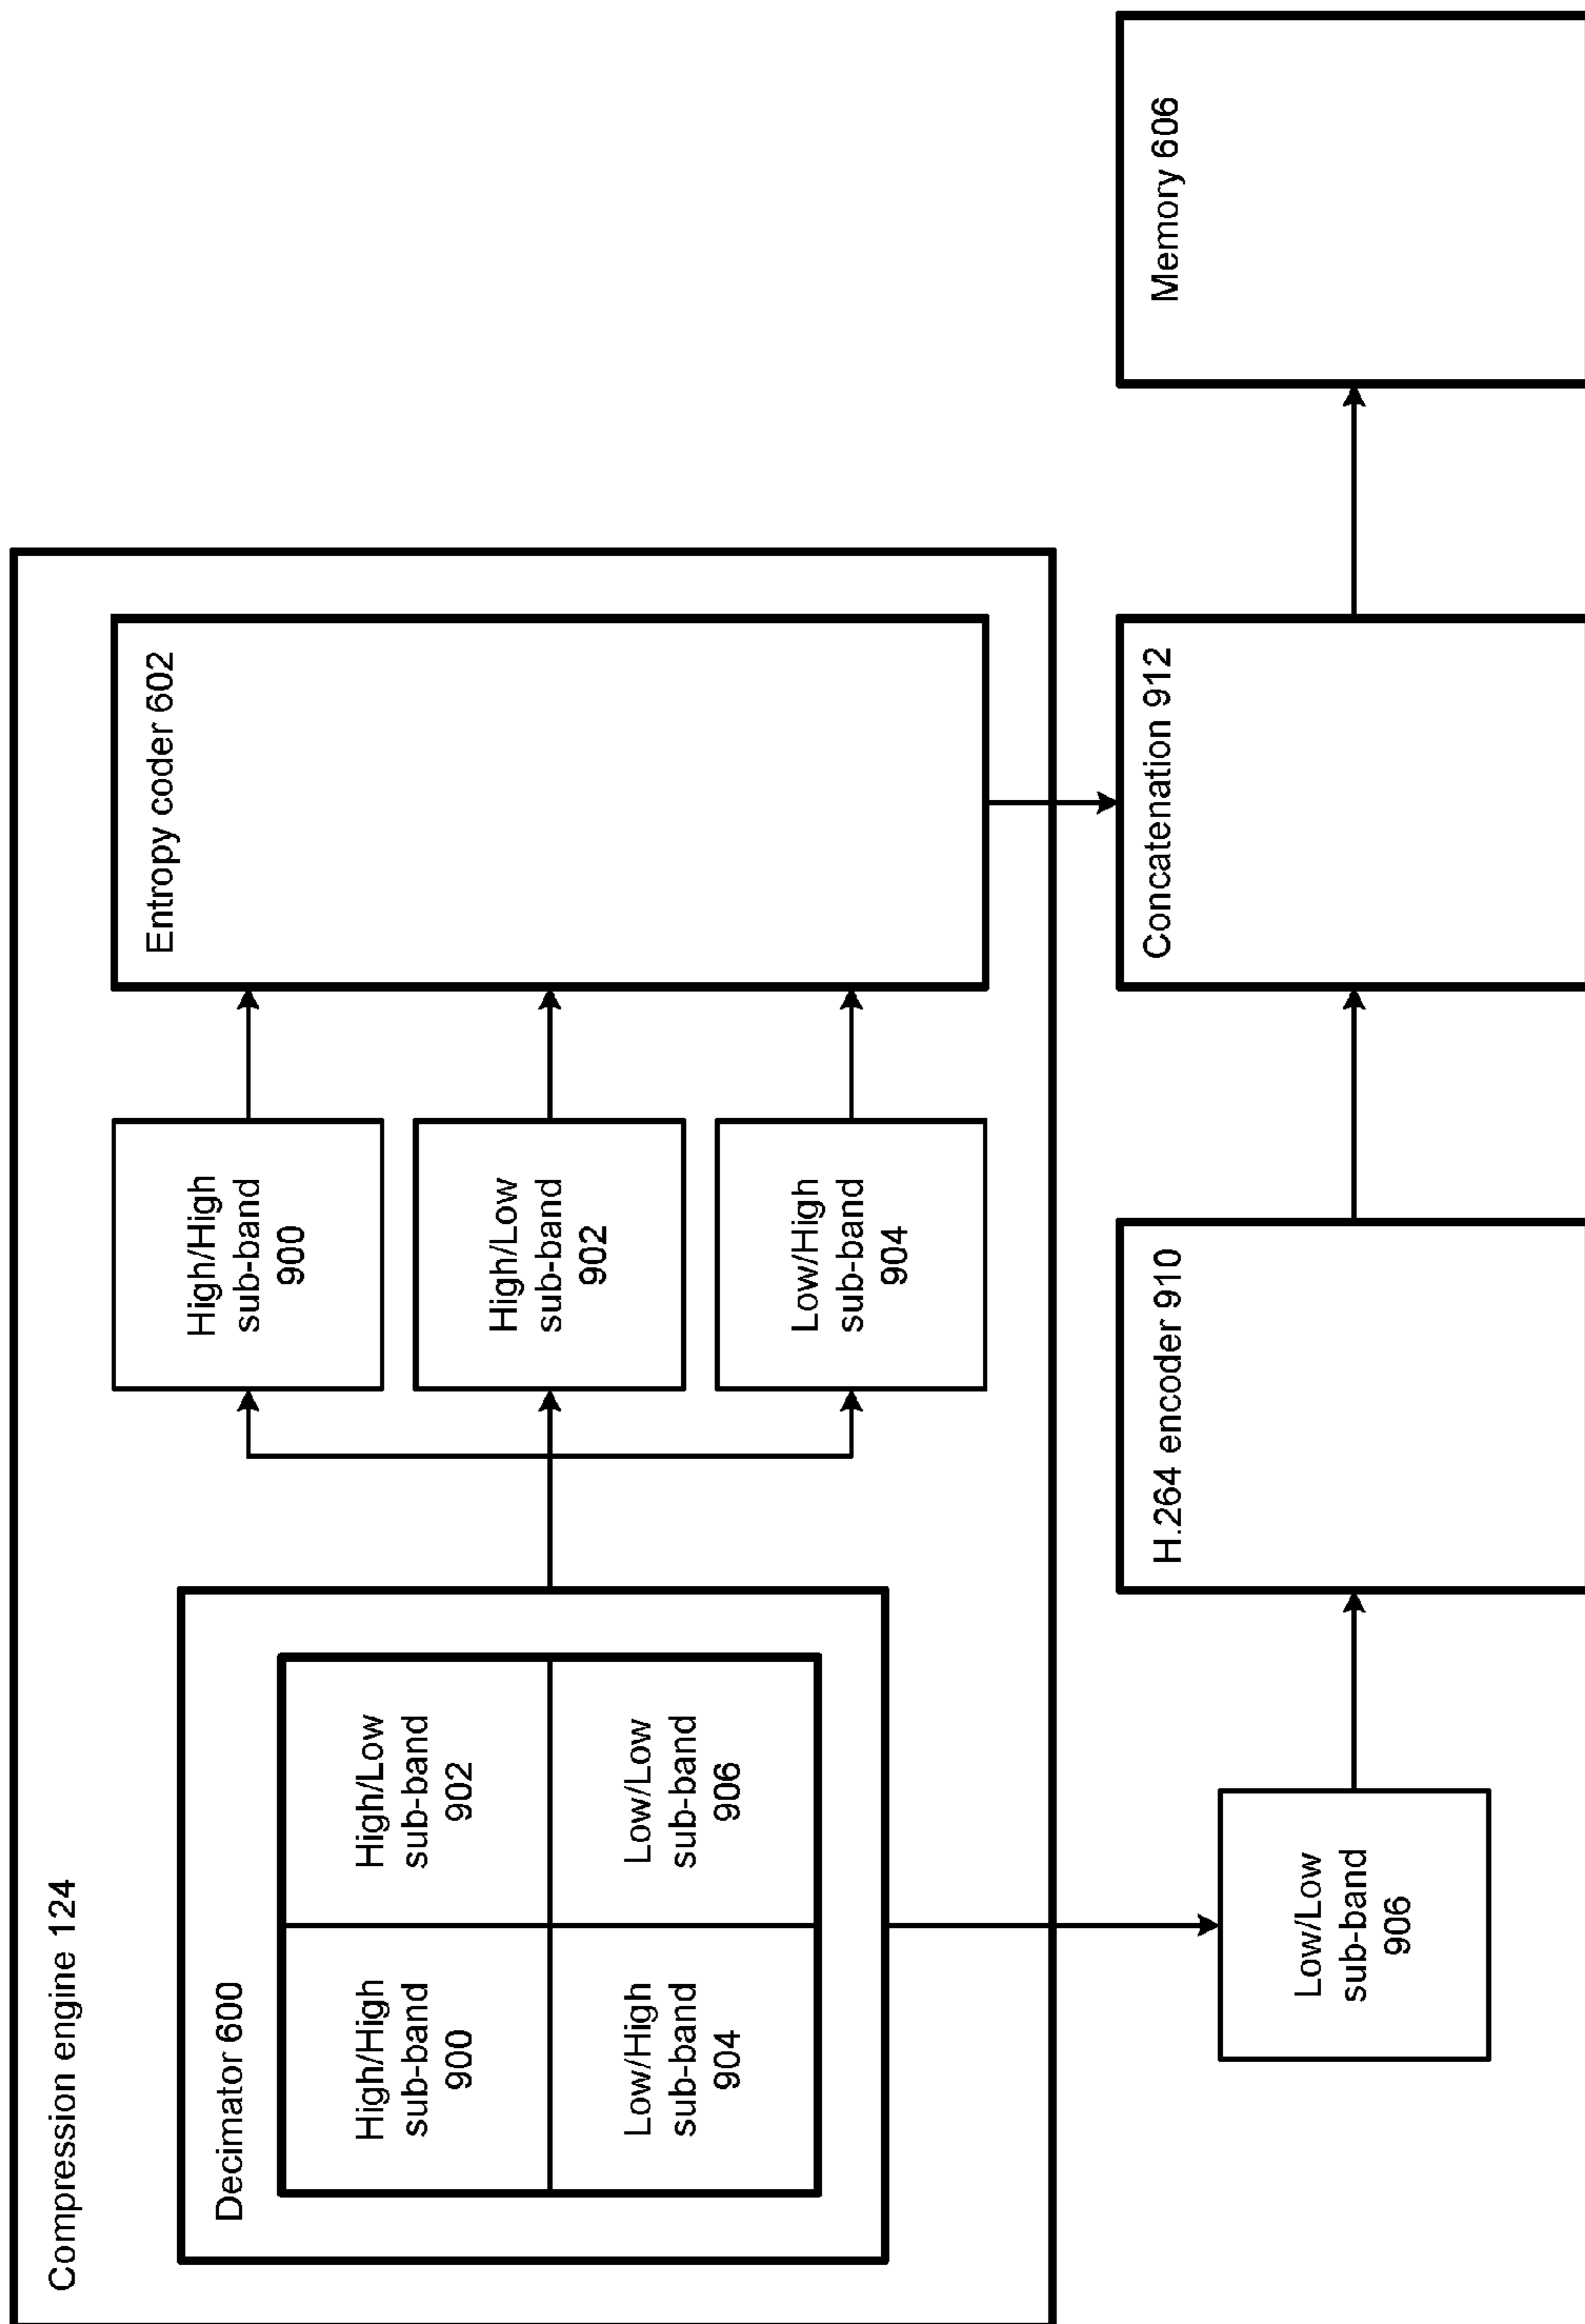 Compression engine 124
Decimator 600
High/High
sub-band
900
High/Low
sub-band
902
Low/High
sub-band
904
Low/Low
sub-band
906
High/High
sub-band
900
High/Low
sub-band
902
Low/High
sub-band
904
Entropy coder 602
Low/Low
sub-band
906
H.264 encoder 910
Concatenation 912
Memory 606